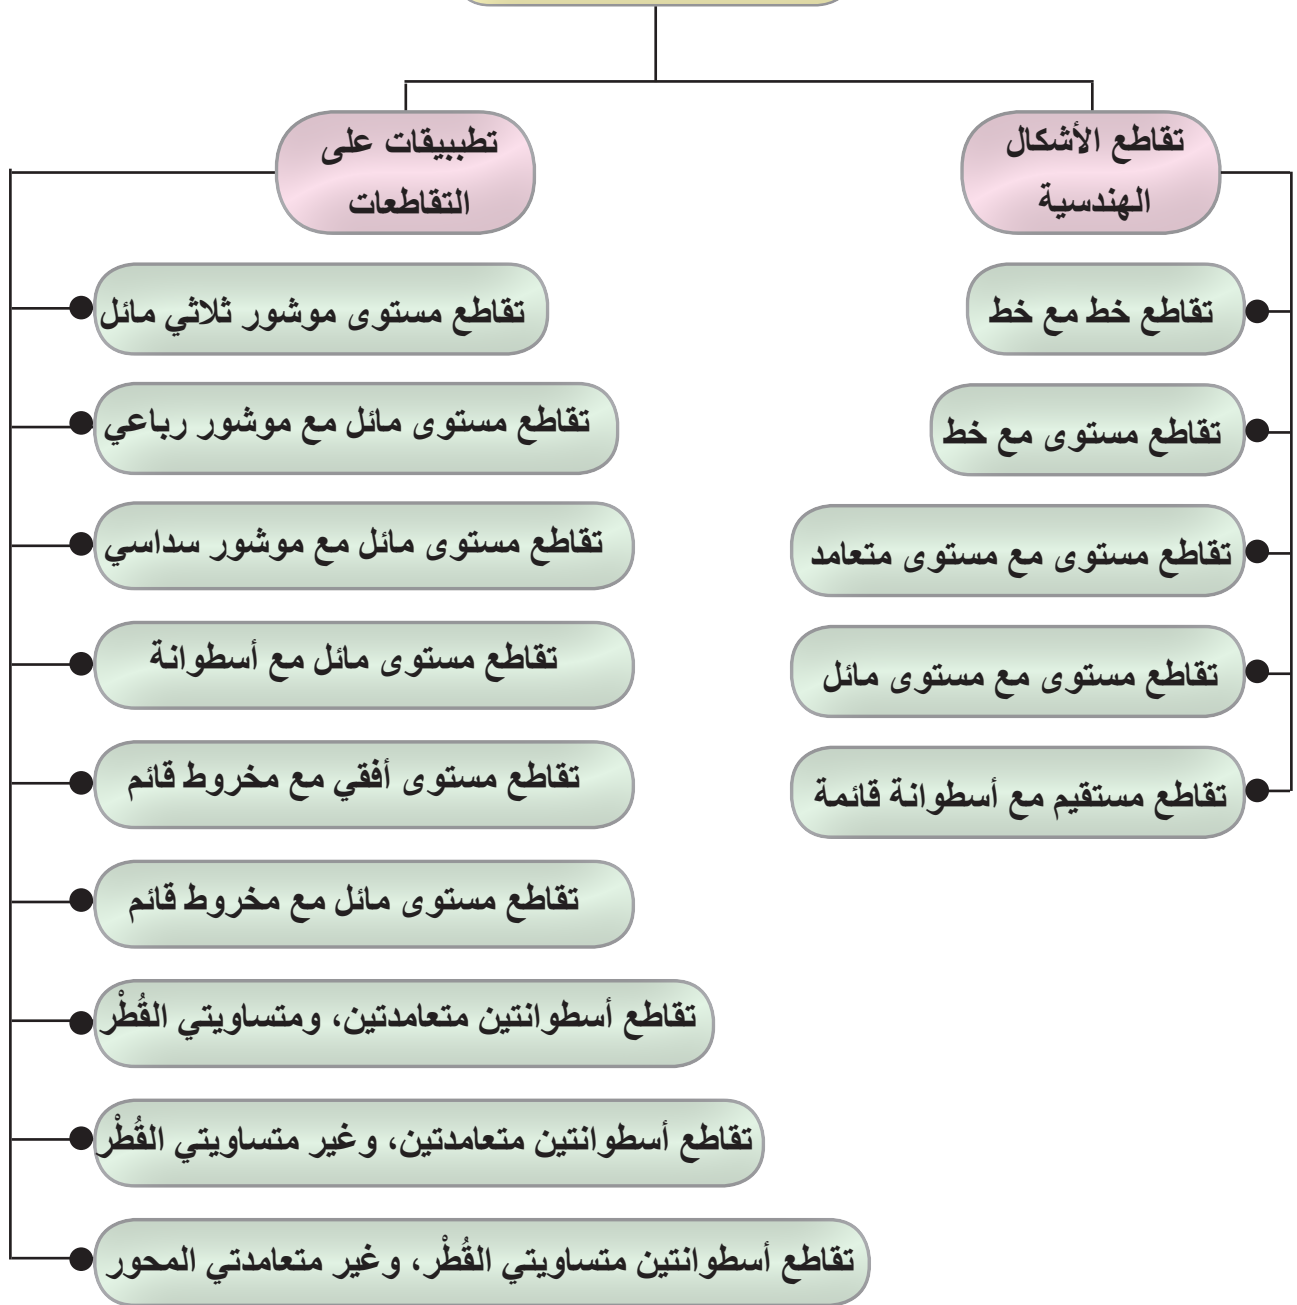 تقاطع الأشكال
الهندسية
تقاطع خط مع خط
تقاطع مستوى مع خط
تقاطع مستوى مع مستوى متعامد
تقاطع مستوى مع مستوى مائل
تقاطع مستقيم مع أسطوانة قائمة
تطبييقات على
التقاطعات
تقاطع مستوى موشور ثلاثي مائل
تقاطع مستوى مائل مع موشور رباعي
تقاطع مستوى مائل مع موشور سداسي
تقاطع مستوى مائل مع أسطوانة
تقاطع مستوى أفقي مع مخروط قائم
تقاطع مستوى مائل مع مخروط قائم
تقاطع أسطوانتين متعامدتين، ومتساويتي القُطْر
تقاطع أسطوانتين متعامدتين، وغير متساويتي القُطْر
تقاطع أسطوانتين متساويتي القُطْر، وغير متعامدتي المحور